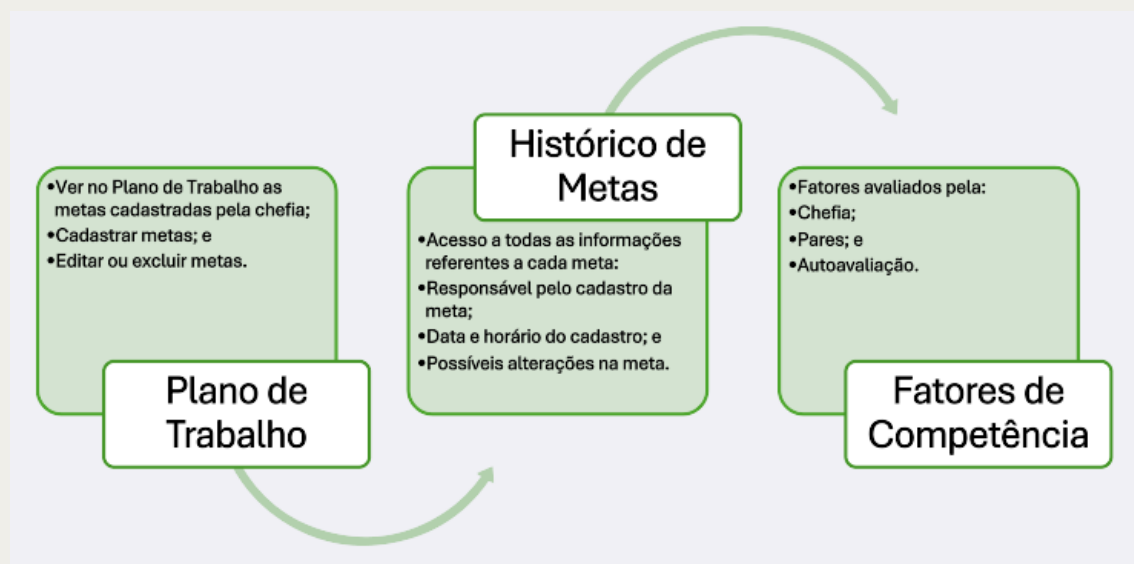 •Ver no Plano de Trabalho as
metas cadastradas pela chefia;
•Cadastrar metas; e
•Editar ou excluir metas.
Plano de
Trabalho
Histórico de
Metas
•Acesso a todas as informações
referentes a cada meta:
•Responsável pelo cadastro da
meta;
•Data e horário do cadastro; e
•Possíveis alterações na meta.
•Fatores avaliados pela:
•Chefia;
•Pares; e
•Autoavaliação.
Fatores de
Competência